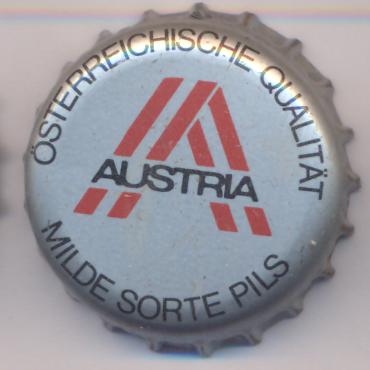 ÖSTERREICHISCHE QUALITÄT
AUSTRIA
MILDE SORTE PILS